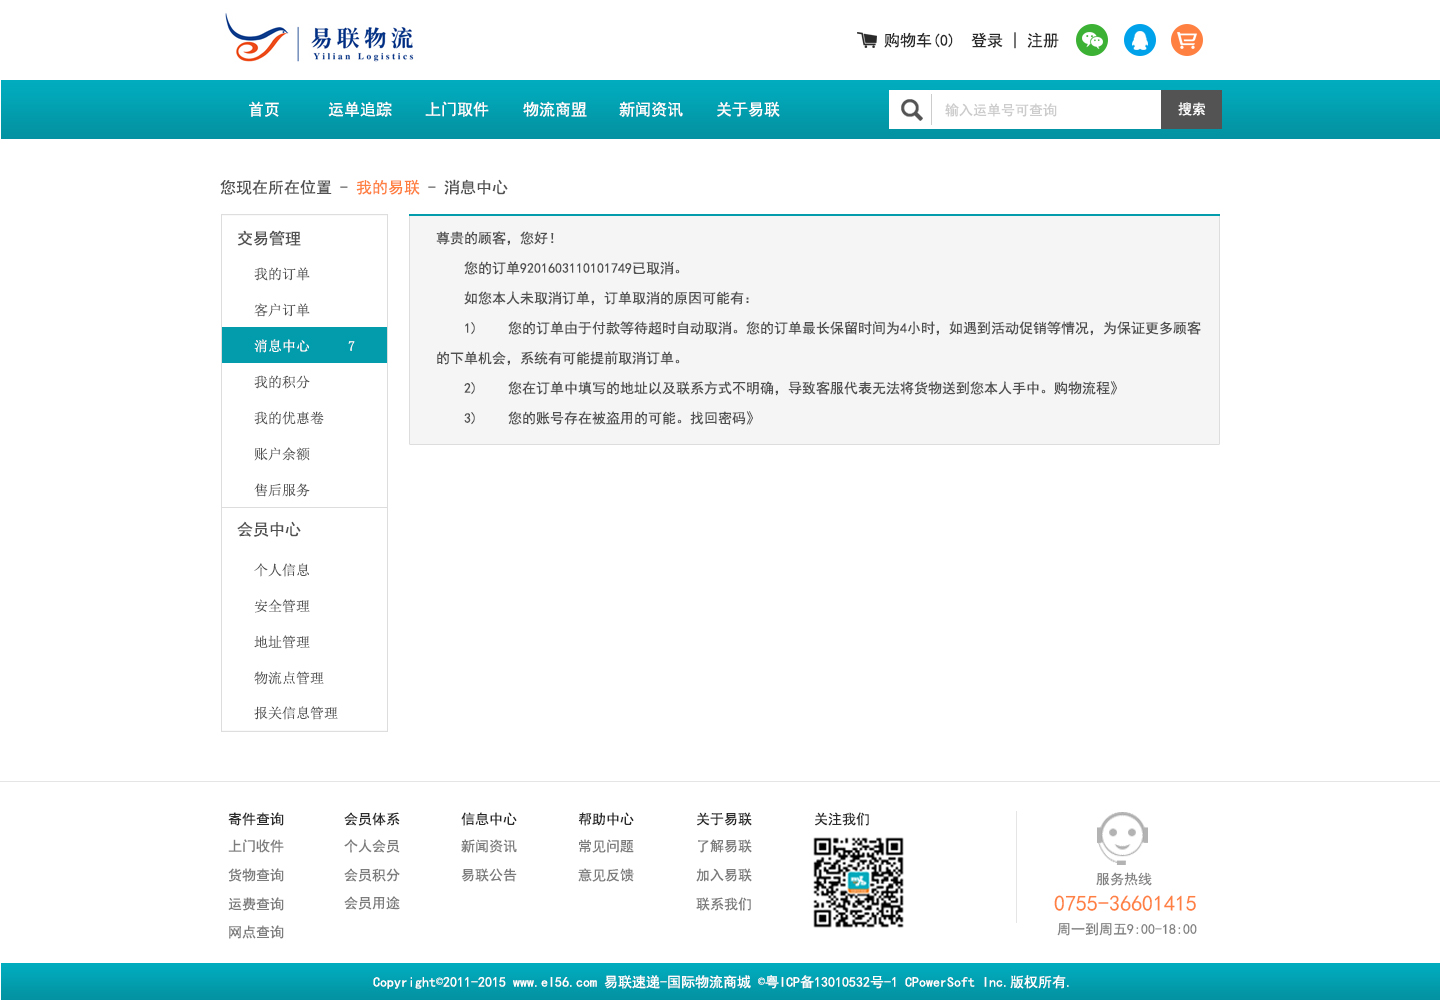 易联物流
Yilian Logistics
购物车(0) 登录 | 注册
首页 运单追踪 上门取件 物流商盟 新闻资讯 关于易联
输入运单号可查询 搜索
您现在所在位置 - 我的易联 - 消息中心
交易管理
我的订单
客户订单
消息中心 7
我的积分
我的优惠卷
账户余额
售后服务
会员中心
个人信息
安全管理
地址管理
物流点管理
报关信息管理
尊贵的顾客，您好！
您的订单9201603110101749已取消。
如您本人未取消订单，订单取消的原因可能有：
1) 您的订单由于付款等待超时自动取消。您的订单最长保留时间为4小时，如遇到活动促销等情况，为保证更多顾客
的下单机会，系统有可能提前取消订单。
2) 您在订单中填写的地址以及联系方式不明确，导致客服代表无法将货物送到您本人手中。购物流程》
3) 您的账号存在被盗用的可能。找回密码》
寄件查询
上门收件
货物查询
运费查询
网点查询
会员体系
个人会员
会员积分
会员用途
信息中心
新闻资讯
易联公告
帮助中心
常见问题
意见反馈
关于易联
了解易联
加入易联
联系我们
关注我们
服务热线
0755-36601415
周一到周五9:00-18:00
Copyright©2011-2015 www.el56.com 易联速递-国际物流商城 ©粤ICP备13010532号-1 CPowerSoft Inc.版权所有.